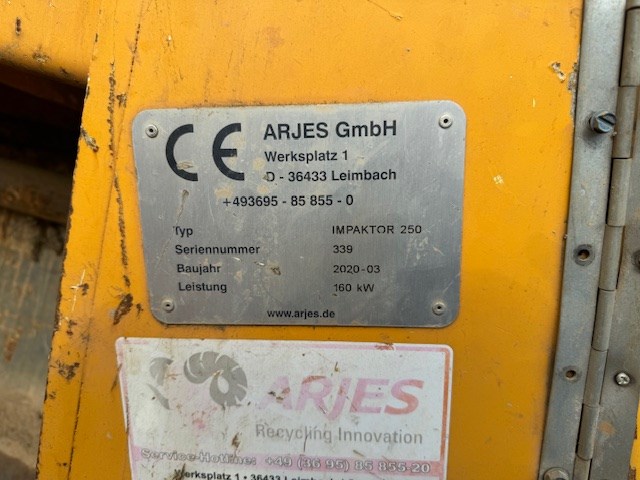 CE ARJES GmbH
Werksplatz 1
D - 36433 Leimbach
+493695 - 85 855 - 0
Typ IMPAKTOR 250
Seriennummer 339
Baujahr 2020-03
Leistung 160 kW
www.arjes.de
ARJES
Recycling Innovation
Service-Hotline: +49 (36 95) 85 855 20
Werksplatz 1 • 36433 Leimbach